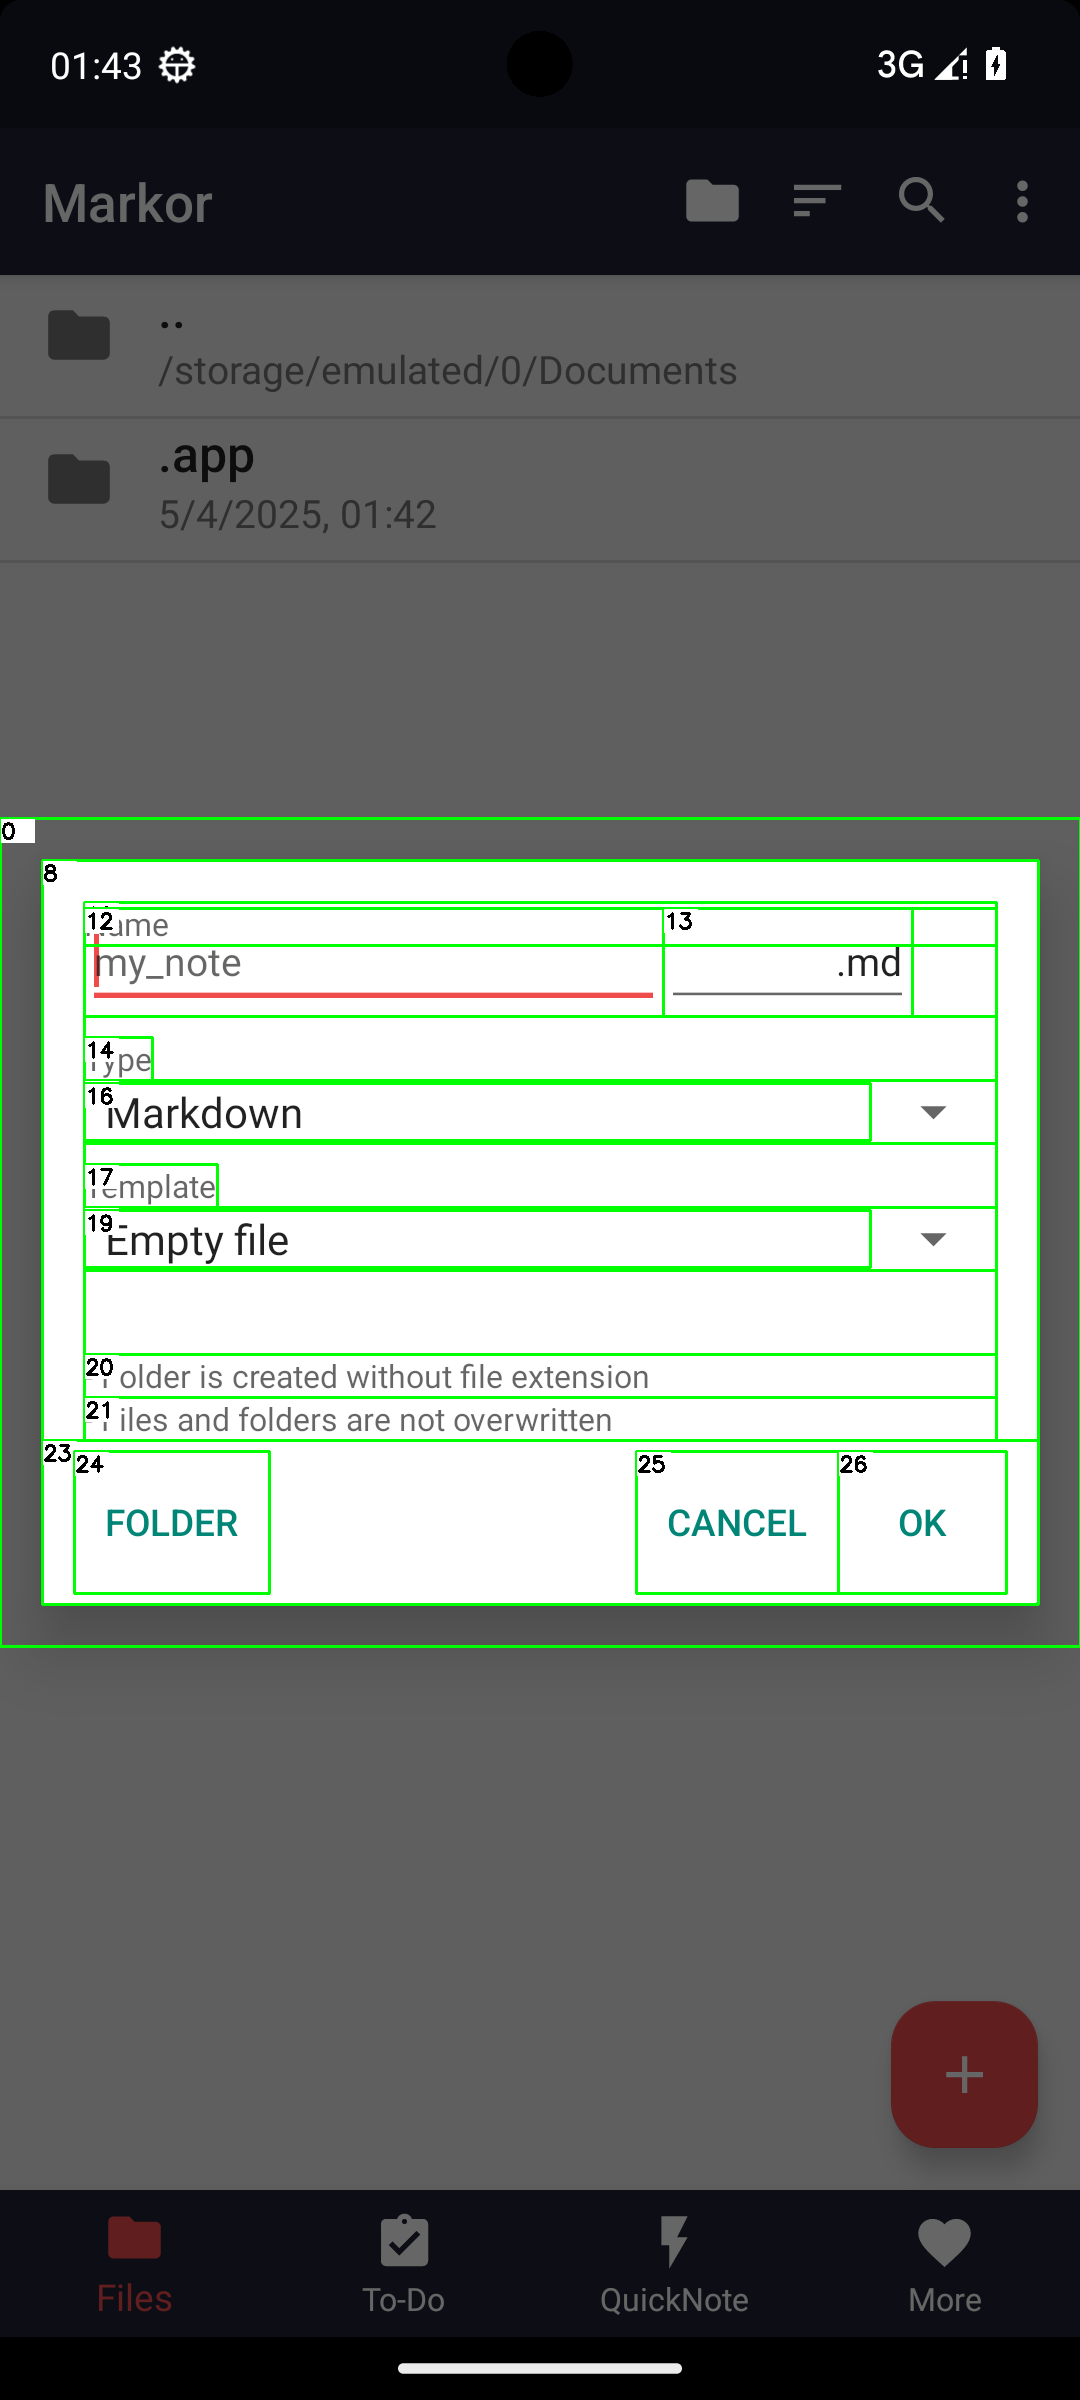 01:43
3G
Markor
..
/storage/emulated/0/Documents
.app
5/4/2025, 01:42
0
8
12 ame
13
my_note
.md
14 ype
16 Markdown
17 emplate
19 Empty file
20 older is created without file extension
21 iles and folders are not overwritten
23
24
25
26
FOLDER
CANCEL
OK
Files
To-Do
QuickNote
More